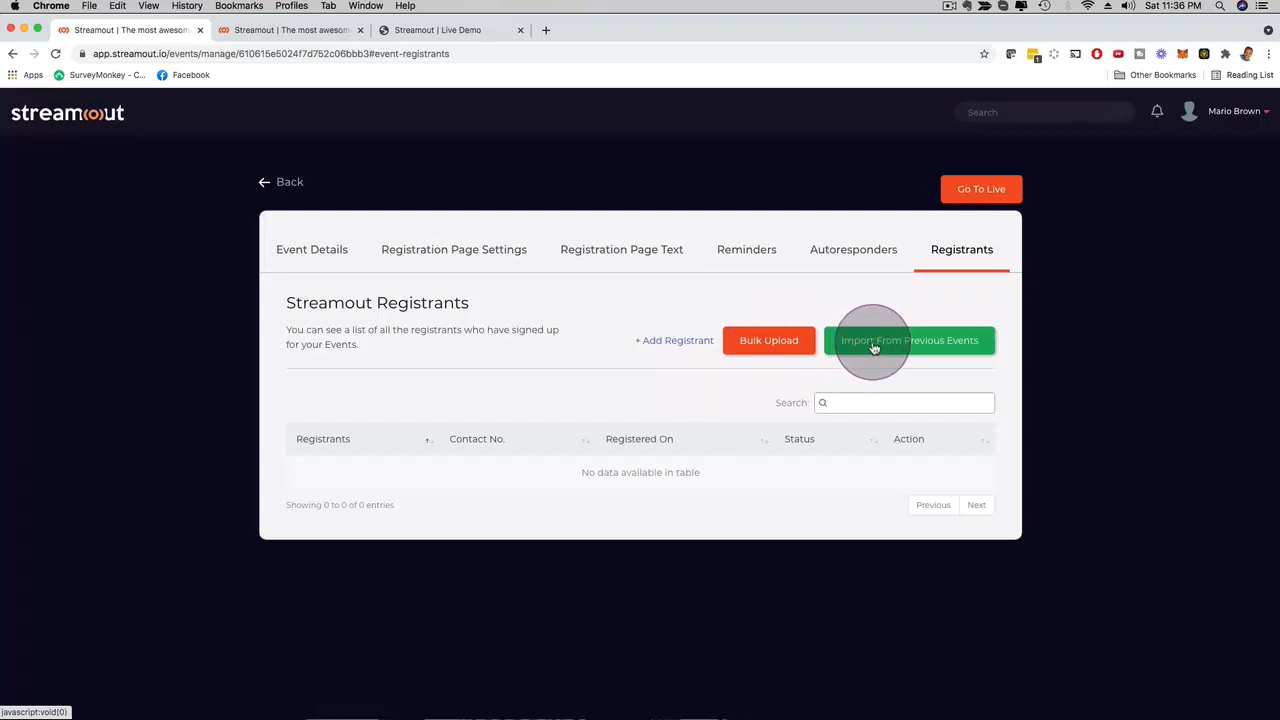 Chrome File Edit View History Bookmarks Profiles Tab Window Help Sat 11:36 PM
Streamout | The most awesom Streamout | The most awesom Streamout | Live Demo
app.streamout.io/events/manage/610615e5024f7d752c06bbb3#event-registrants
Apps SurveyMonkey - C... Facebook Other Bookmarks Reading List
streamout Search Mario Brown
Back
Go To Live
Event Details Registration Page Settings Registration Page Text Reminders Autoresponders Registrants
Streamout Registrants
You can see a list of all the registrants who have signed up
for your Events.
+ Add Registrant Bulk Upload Import From Previous Events
Search:
Registrants Contact No. Registered On Status Action
No data available in table
Showing 0 to 0 of 0 entries Previous Next
javascript:void(0)